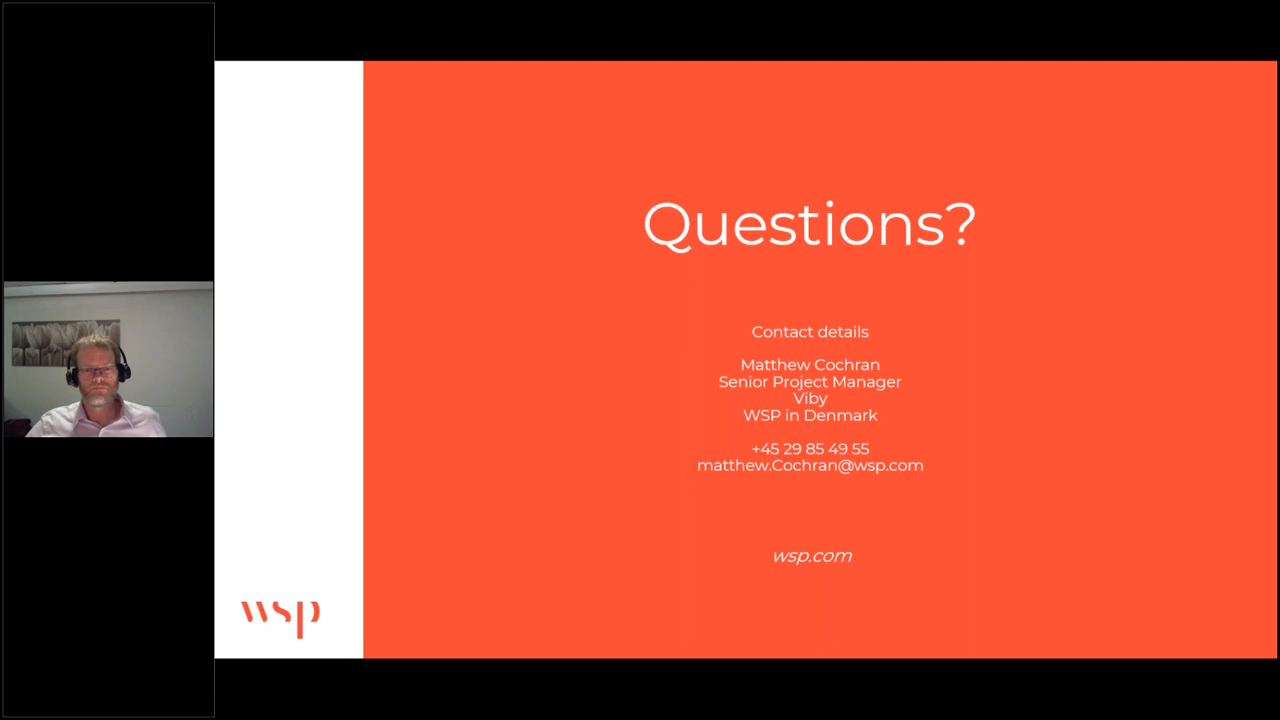 Questions?
Contact details
Matthew Cochran
Senior Project Manager
Viby
WSP in Denmark
+45 29 85 49 55
matthew.Cochran@wsp.com
wsp.com
wsp